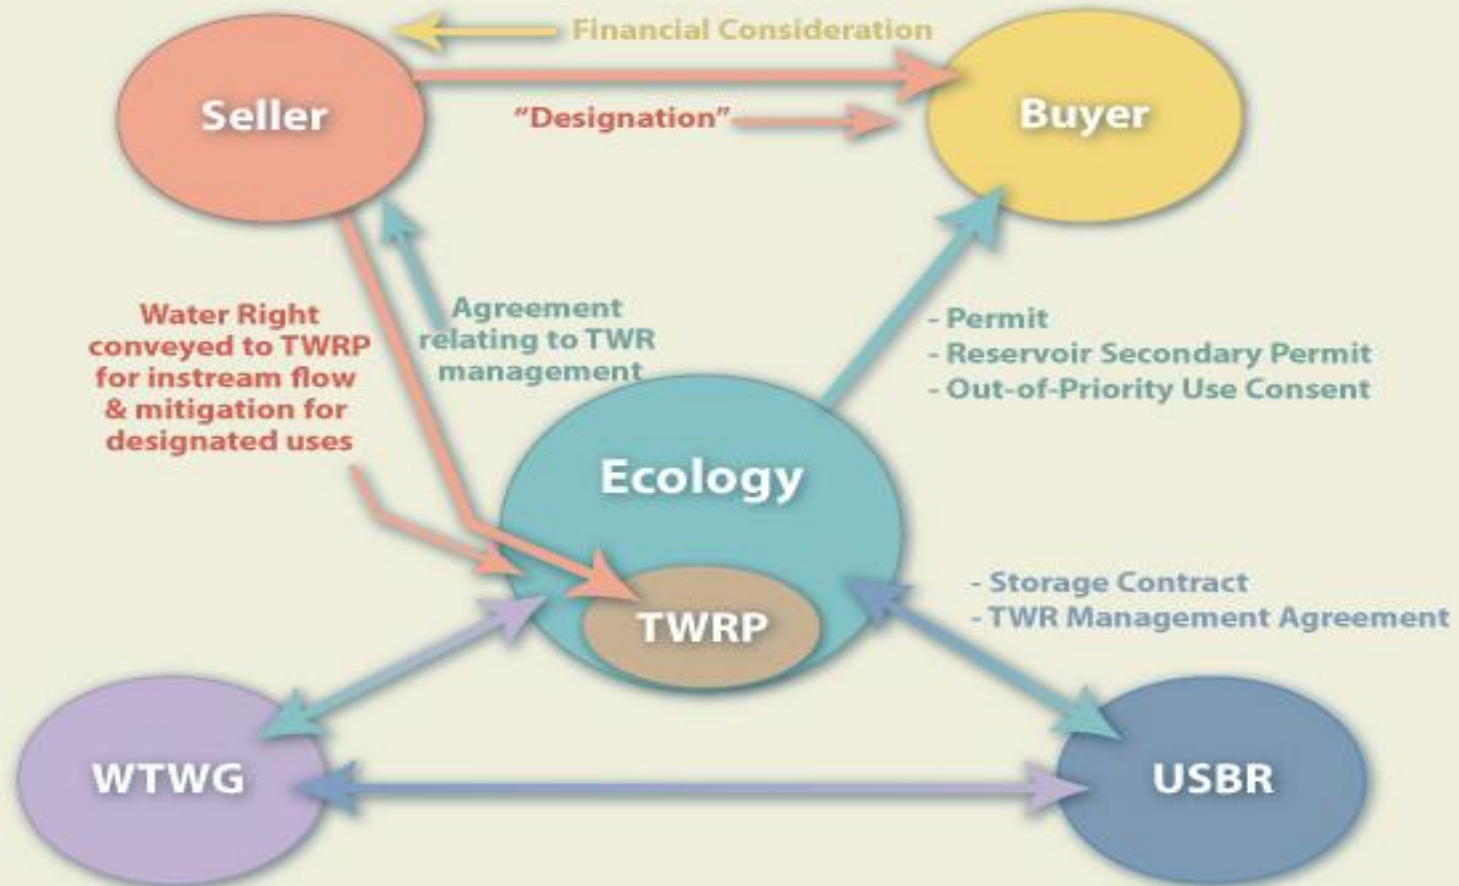 Financial Consideration
Seller
"Designation"
Buyer
Water Right
conveyed to TWRP
for instream flow
& mitigation for
designated uses
Agreement
relating to TWR
management
- Permit
- Reservoir Secondary Permit
- Out-of-Priority Use Consent
Ecology
TWRP
- Storage Contract
- TWR Management Agreement
WTWG
USBR